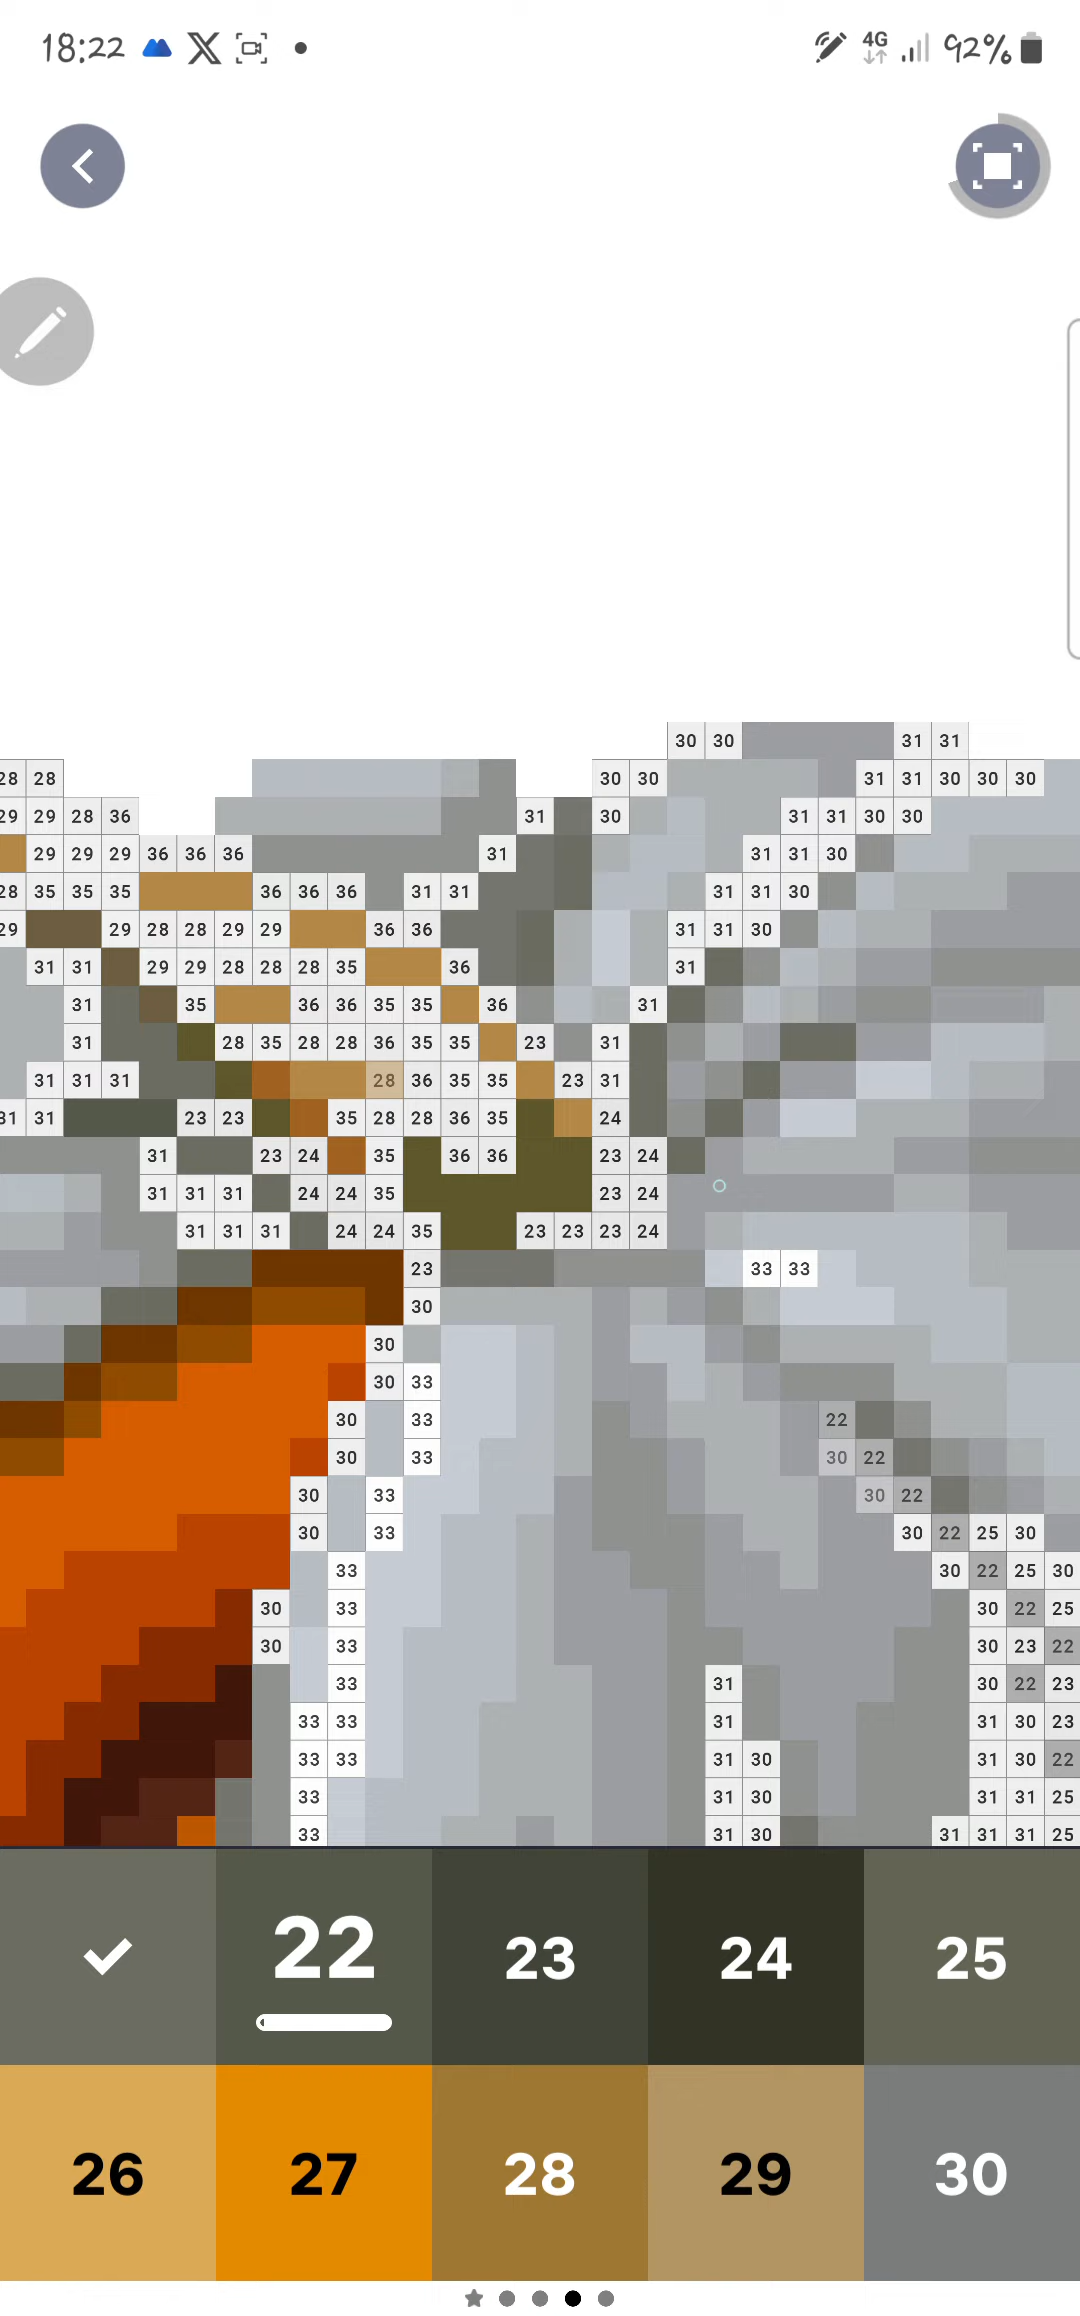 18:22 4G 92%
30 30 31 31
28 28 30 30 31 31 30 30 30
29 29 28 36 31 30 31 31 30 30
29 29 29 36 36 36 31 31 31 30
28 35 35 35 36 36 36 31 31 31 31 30
29 29 28 28 29 29 36 36 31 31 30
31 31 29 29 28 28 28 35 36 31
31 35 36 36 35 35 36 31
31 28 35 28 28 36 35 35 23 31
31 31 31 28 36 35 35 23 31
31 31 23 23 35 28 28 36 35 24
31 23 24 35 36 36 23 24
31 31 31 24 24 35 23 24
31 31 31 24 24 35 23 23 23 24
23 33 33
30
30
30 33
30 33 22
30 33 30 22
30 33 30 22
30 33 30 22 25 30
33 30 22 25 30
30 33 30 22 25
30 33 30 23 22
33 31 30 22 23
33 33 31 31 30 23
33 33 31 30 31 30 22
33 31 30 31 31 25
33 31 30 31 31 31 25
22 23 24 25
26 27 28 29 30